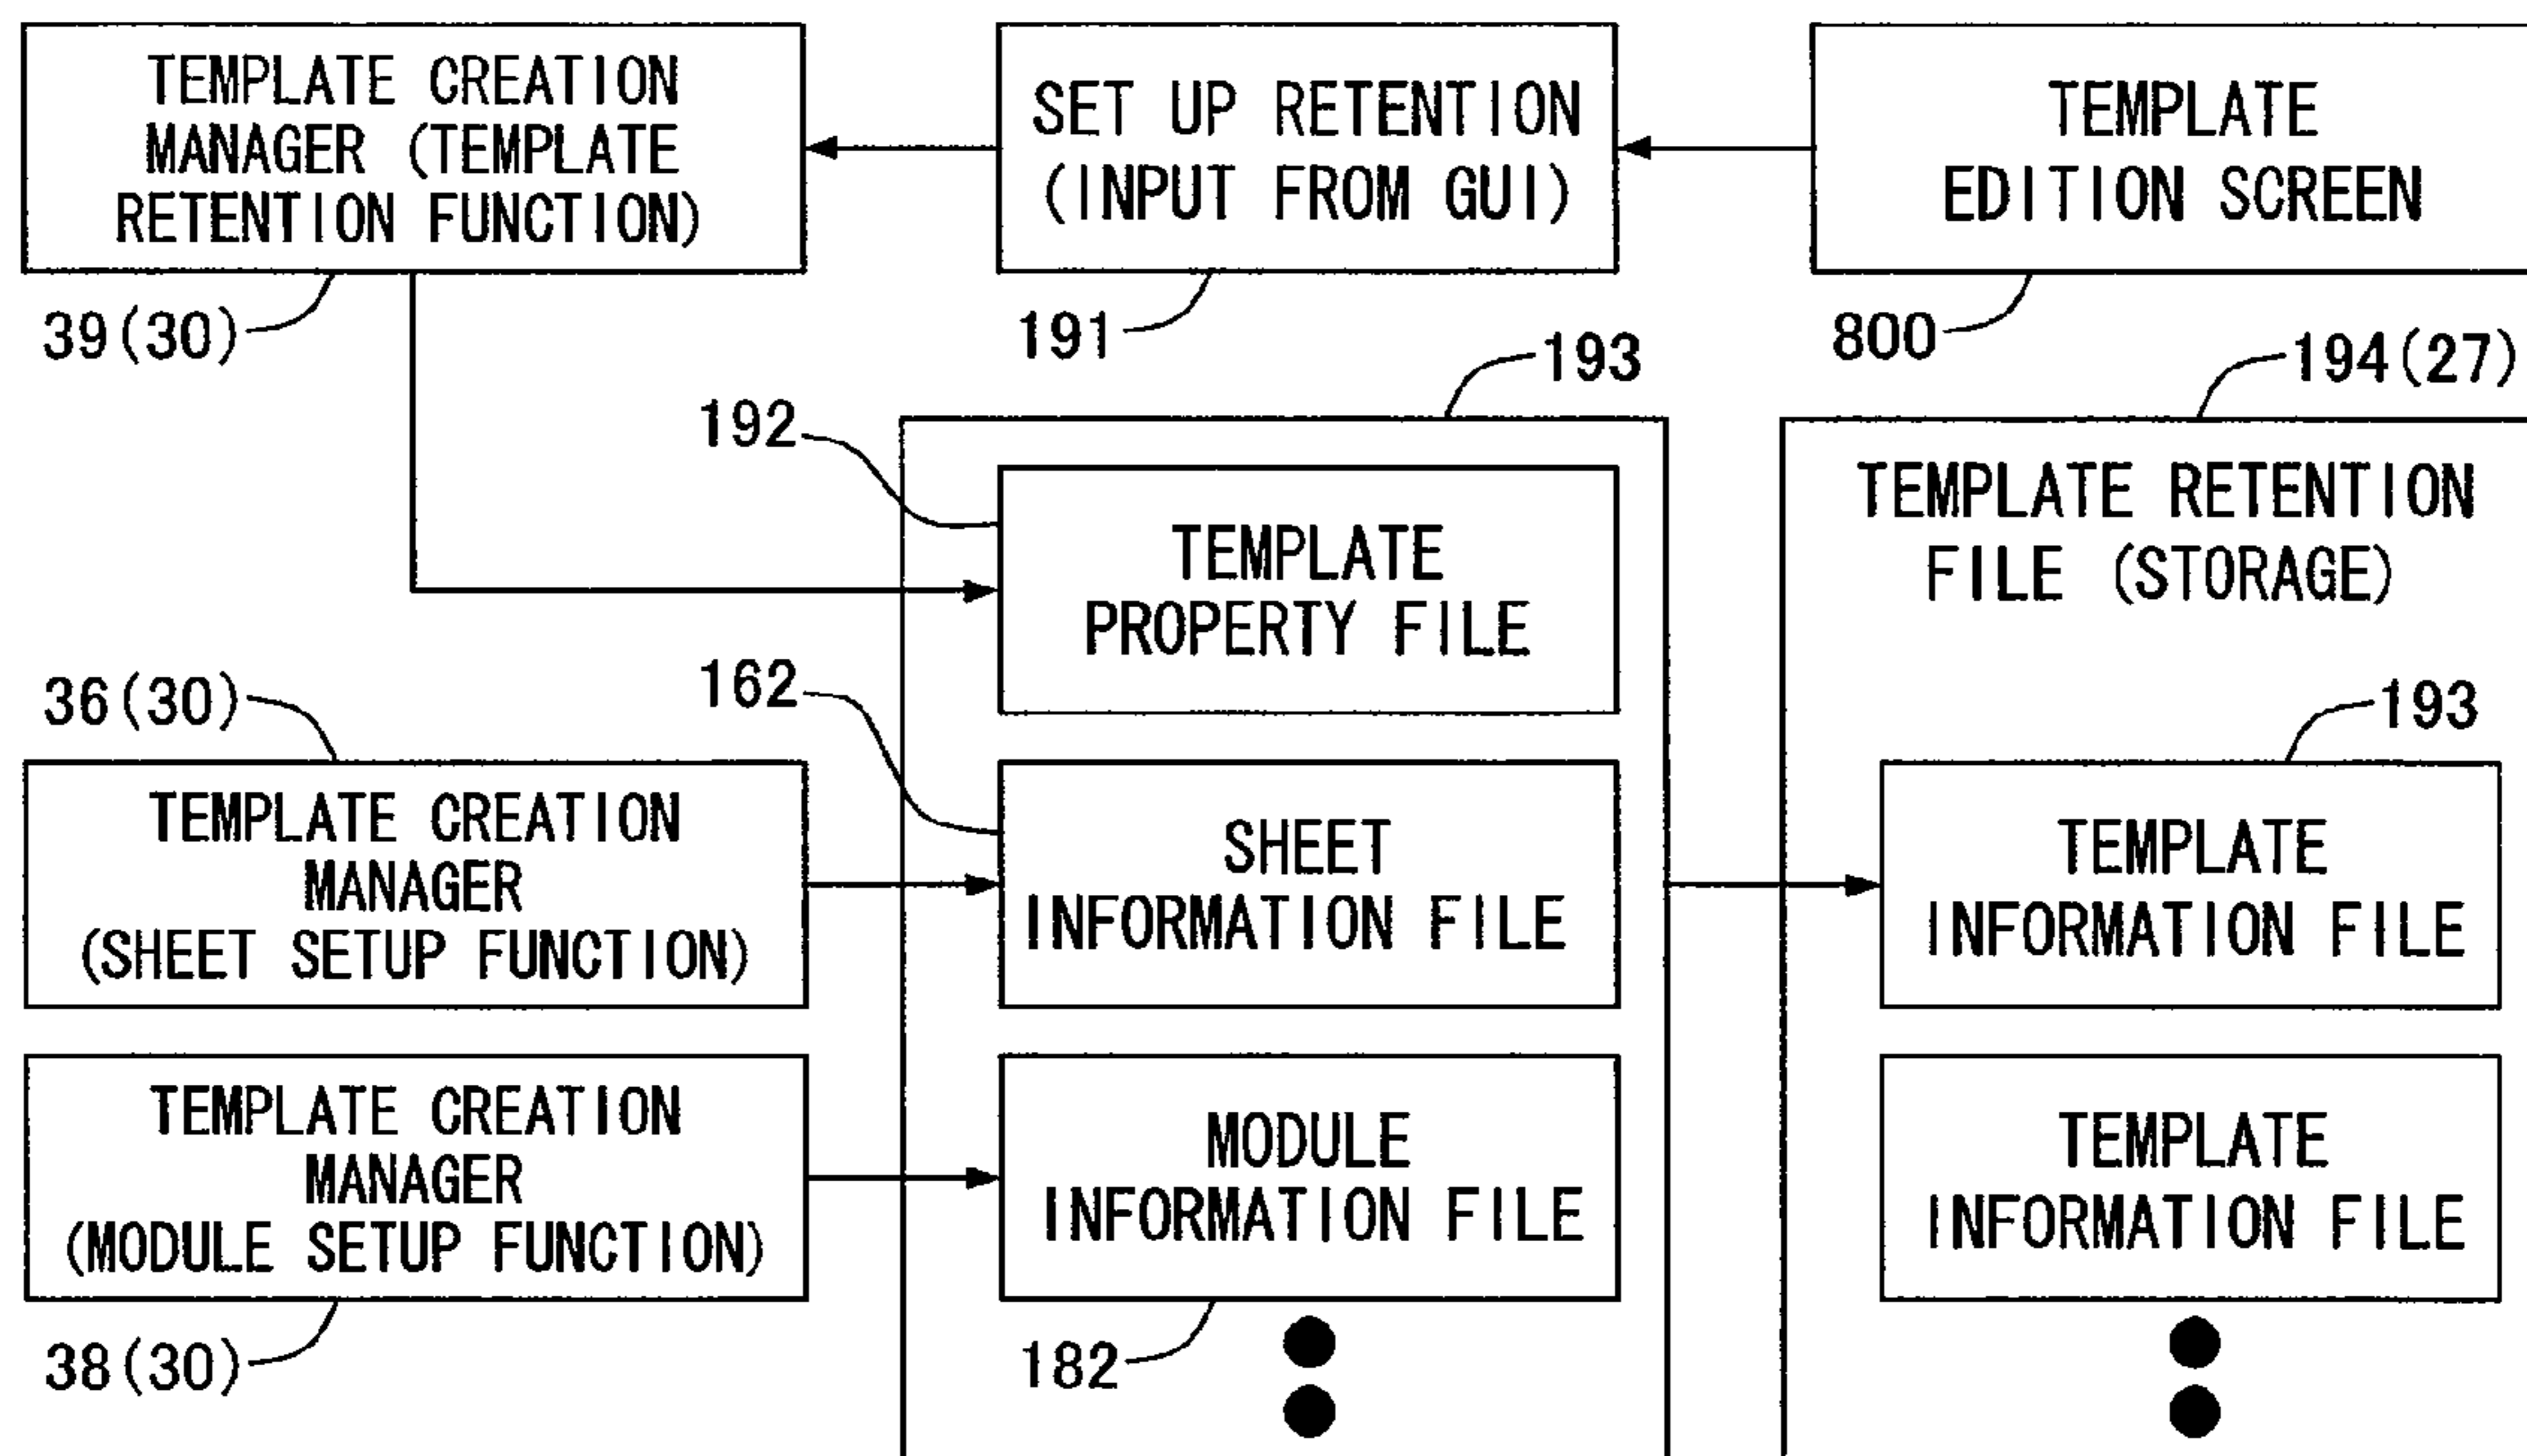 TEMPLATE CREATION
MANAGER (TEMPLATE
RETENTION FUNCTION)
SET UP RETENTION
(INPUT FROM GUI)
TEMPLATE
EDITION SCREEN
39(30)
191
800
193
194(27)
192
TEMPLATE
PROPERTY FILE
TEMPLATE RETENTION
FILE (STORAGE)
36(30)
162
193
TEMPLATE CREATION
MANAGER
(SHEET SETUP FUNCTION)
SHEET
INFORMATION FILE
TEMPLATE
INFORMATION FILE
TEMPLATE CREATION
MANAGER
(MODULE SETUP FUNCTION)
MODULE
INFORMATION FILE
TEMPLATE
INFORMATION FILE
38(30)
182